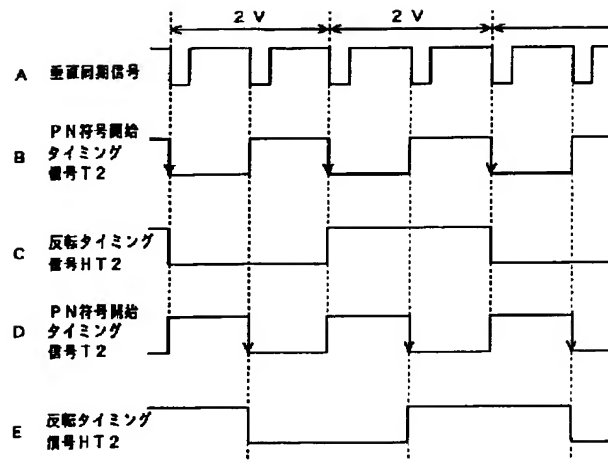 2 V
2 V
A 垂直同期信号
PN符号開始
B タイミング
信号T2
C 反転タイミング
信号HT2
PN符号開始
D タイミング
信号T2
E 反転タイミング
信号HT2